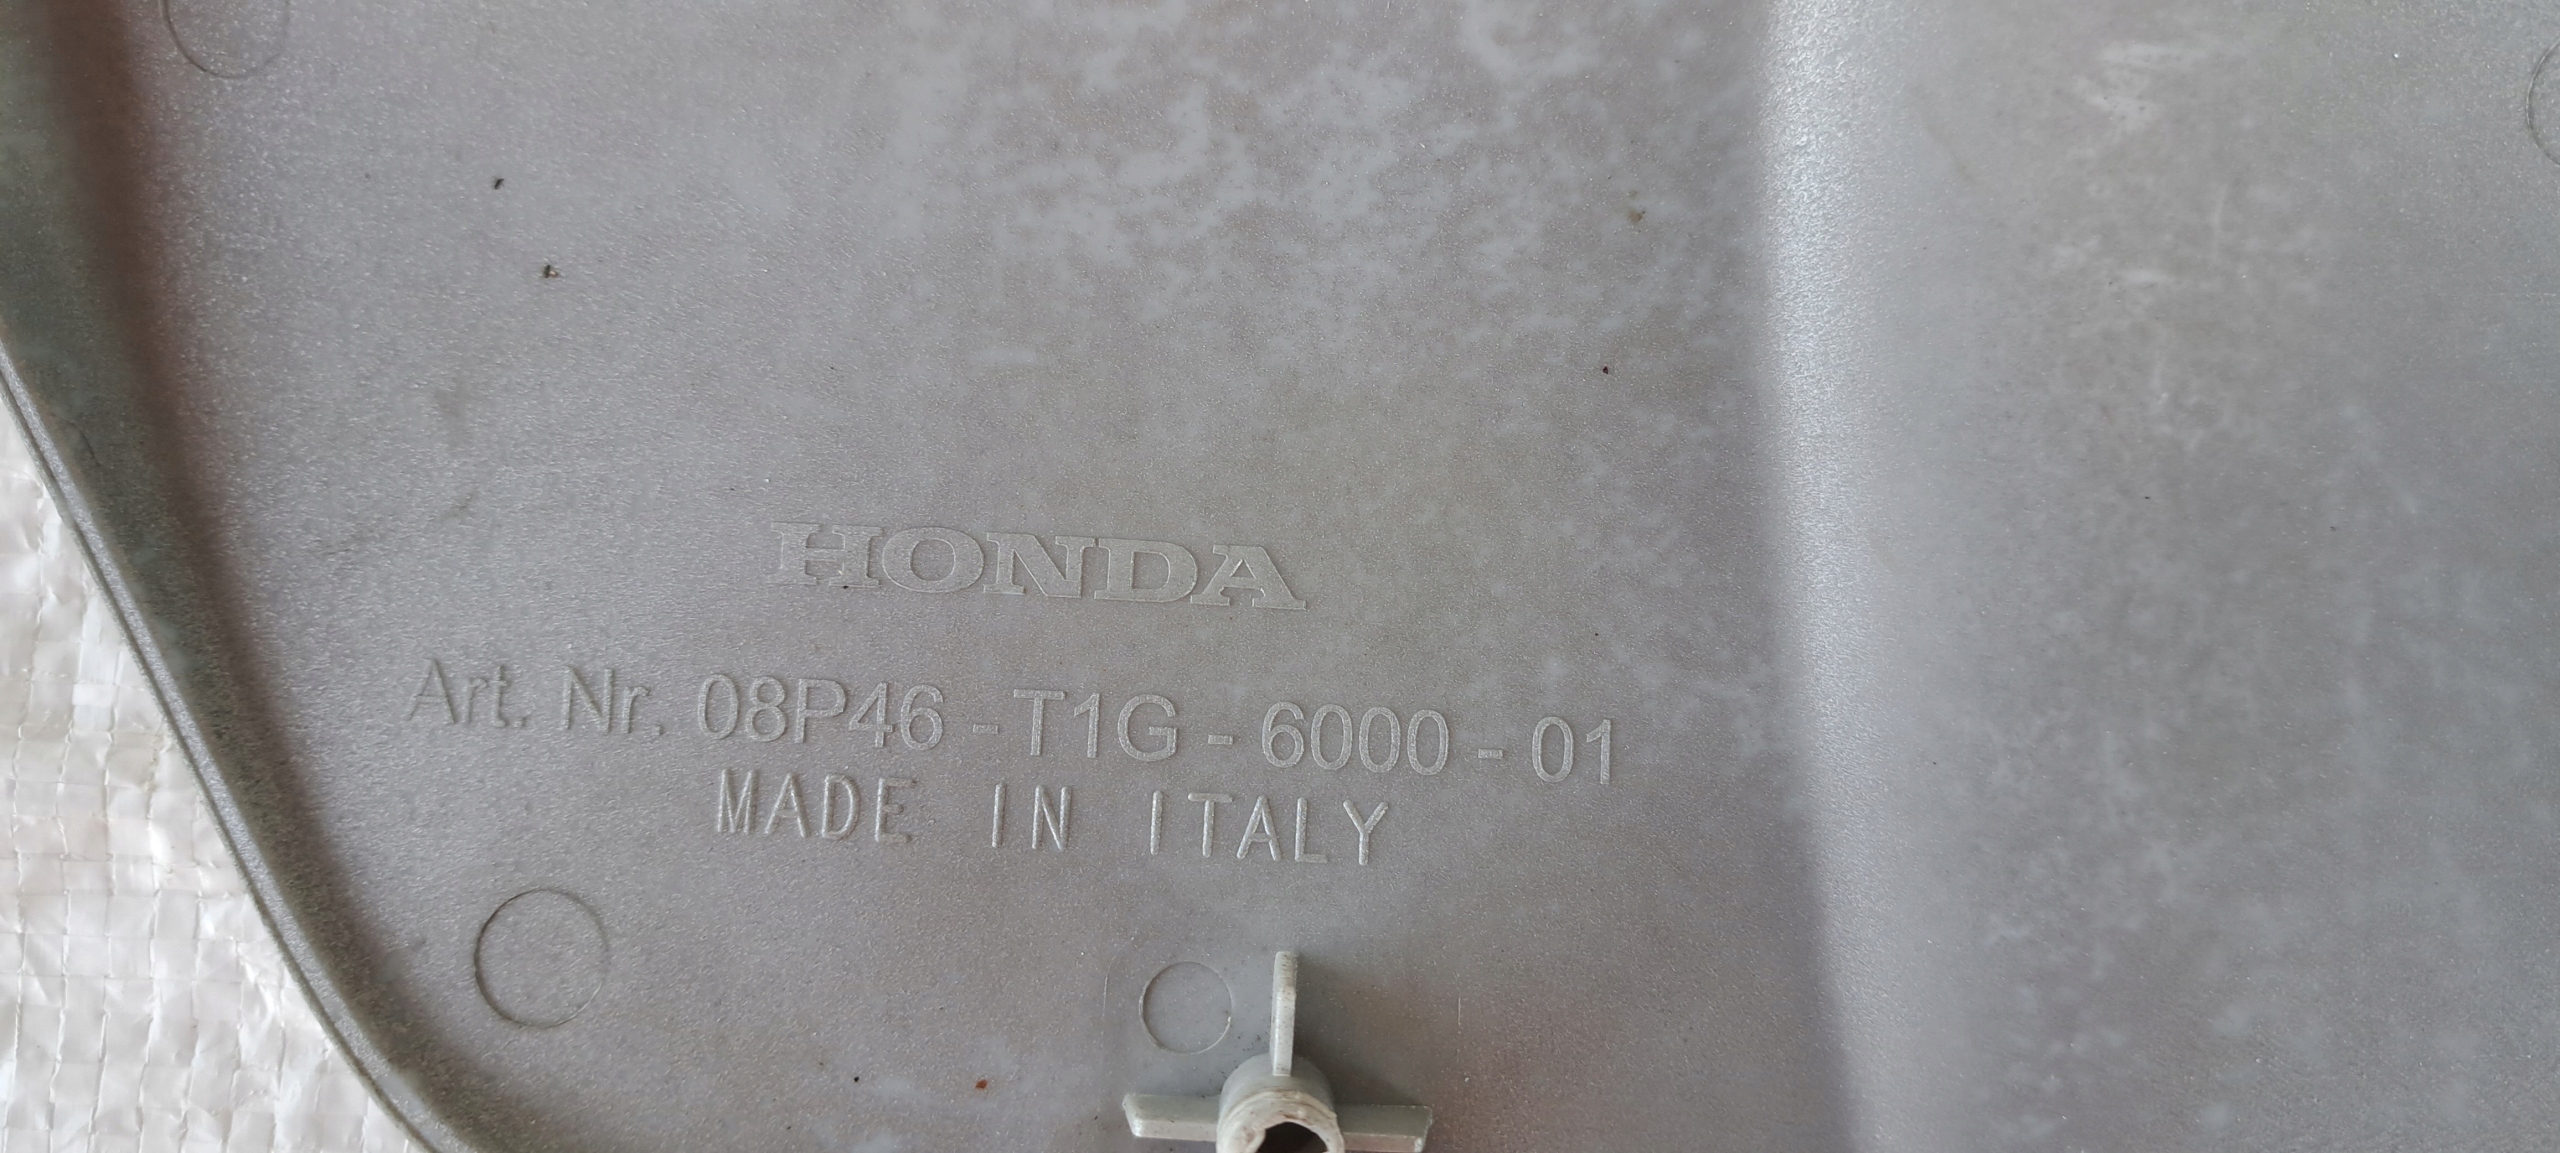 HONDA
Art. Nr. 08P46 - T1G - 6000 - 01
MADE IN ITALY